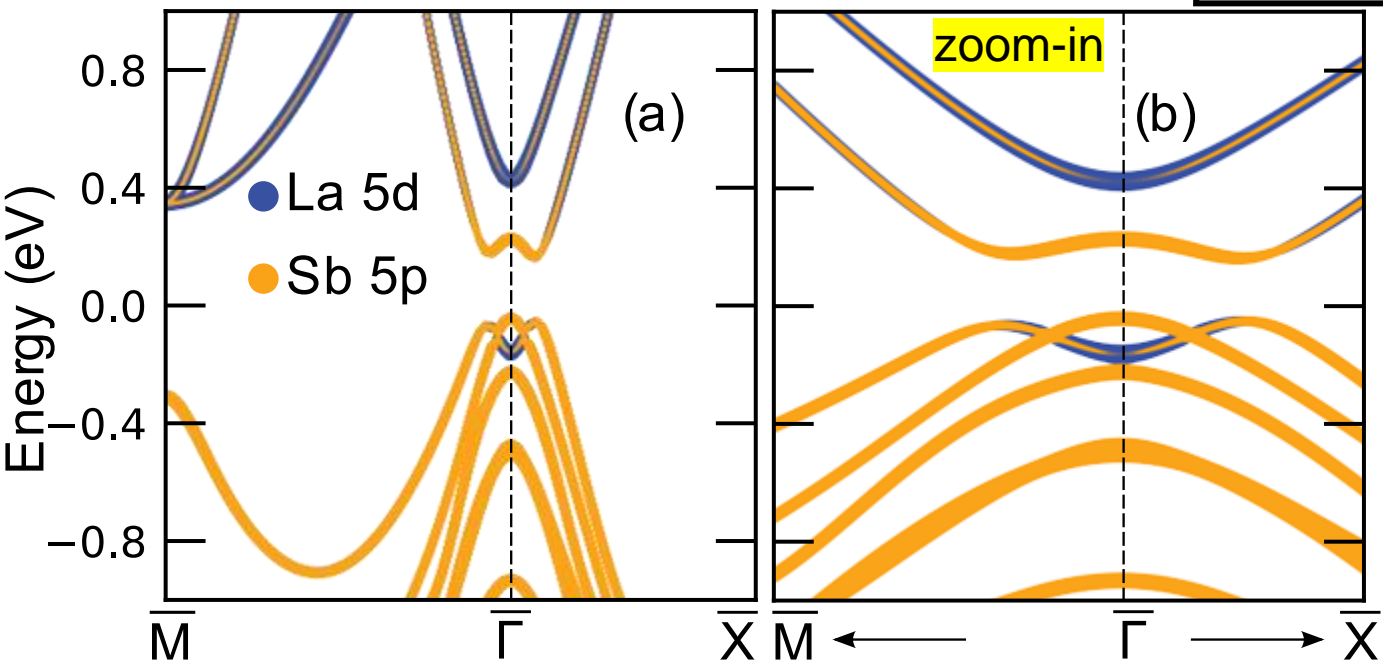 zoom-in
(a)
(b)
Energy (eV)
0.8
0.4
0.0
−0.4
−0.8
La 5d
Sb 5p
M̅ Γ̅ X̅
M̅ Γ̅ X̅